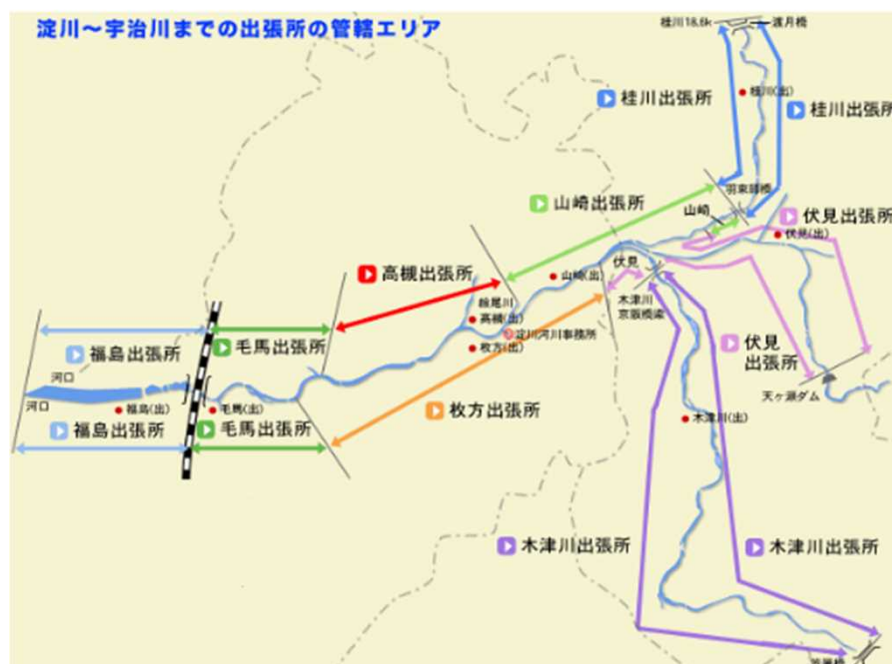 淀川～宇治川までの出張所の管轄エリア
桂川18.6k
渡月橋
桂川出張所
桂川(出)
桂川出張所
羽束師橋
山崎出張所
山崎
伏見出張所
伏見(出)
高槻出張所
山崎(出)
伏見
木津川
京阪橋梁
高槻(出)
淀川河川事務所
枚方(出)
福島出張所
毛馬出張所
伏見
出張所
天ヶ瀬ダム
河口
河口
福島(出)
毛馬(出)
枚方出張所
木津川(出)
福島出張所
毛馬出張所
木津川出張所
木津川出張所